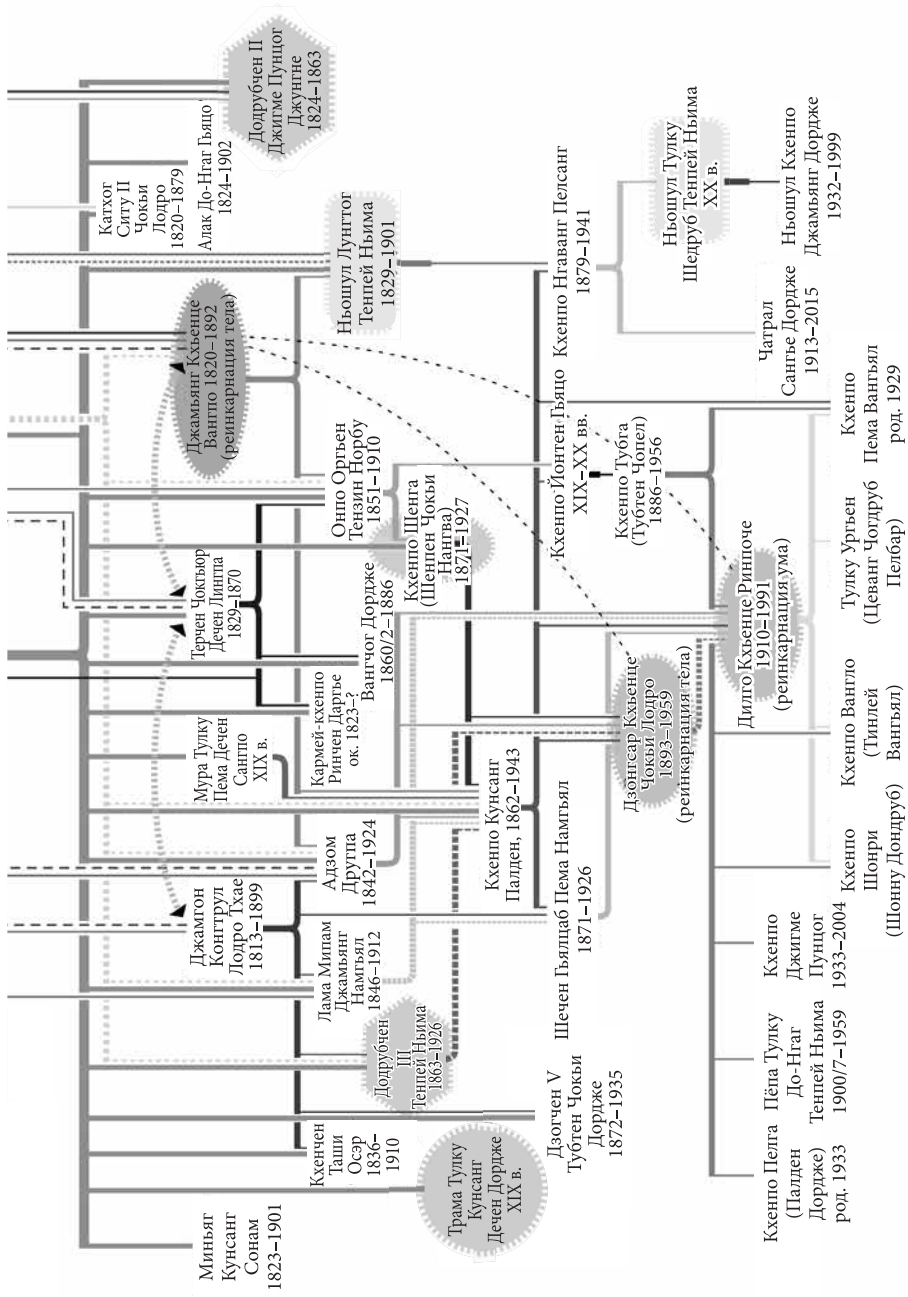 Миньяг
Кунсанг
Сонам
1823–1901
Джамгон
Конгтрул
Лодро Тхае
1813–1899
Мура Тулку
Пема Дечен
Сангпо
XIX в.
Терчен Чокгьюр
Дечен Лингпа
1829–1870
Джамьянг Кхьенце
Вангпо 1820–1892
(реинкарнация тела)
Катхог
Ситу II
Чокьи
Лодро
1820–1879
Алак До-Нгаг Гьяцо
1824–1902
Додрубчен II
Джигме Пунцог
Джунгне
1824–1863
Кхенчен
Таши
Осэр
1836–
1910
Лама Мипам
Джамьянг
Намгьял
1846–1912
Адзом
Другпа
1842–1924
Кармей-кхенпо
Ринчен Даргье
ок. 1823–?
Вангчог Дордже
1860/2–1886
Онпо Оргьен
Тензин Норбу
1851–1910
Ньошул Лунгтог
Тенпей Ньима
1829–1901
Трама Тулку
Кунсанг
Дечен Дордже
XIX в.
Додрубчен
III
Тенпей Ньима
1863–1926
Кхенпо Кунсанг
Палден, 1862–1943
Кхенпо Шенга
(Шенпен Чокьи
Нангва)
1871–1927
Дзогчен V
Тубтен Чокьи
Дордже
1872–1935
Шечен Гьялцаб Пема Намгьял
1871–1926
Кхенпо Йонтен Гьяцо
XIX–XX вв.
Кхенпо Нгаванг Пелсанг
1879–1941
Дзонгсар Кхьенце
Чокьи Лодро
1893–1959
(реинкарнация тела)
Кхенпо Тубга
(Тубтен Чопел)
1886–1956
Ньошул Тулку
Шедруб Тенпей Ньима
XX в.
Дилго Кхьенце Ринпоче
1910–1991
(реинкарнация ума)
Чатрал
Сангье Дордже
1913–2015
Ньошул Кхенпо
Джамьянг Дордже
1932–1999
Кхенпо Пелга
(Палден
Дордже)
род. 1933
Пёпа Тулку
До-Нгаг
Тенпей Ньима
1900/7–1959
Кхенпо
Джигме
Пунцог
1933–2004
Кхенпо
Шонри
(Шонну Дондруб)
Кхенпо Вангло
(Тинлей
Вангьял)
Тулку Ургьен
(Цеванг Чогдруб
Пелбар)
Кхенпо
Пема Вангьял
род. 1929